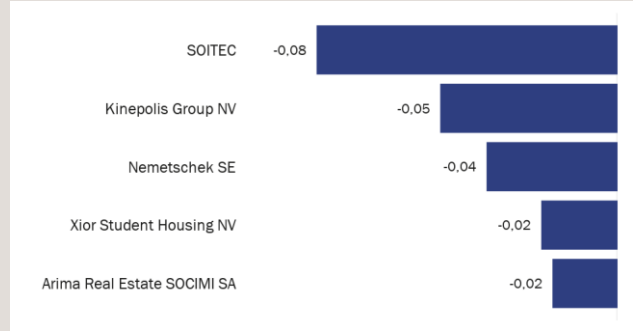 SOITEC -0,08
Kinepolis Group NV -0,05
Nemetschek SE -0,04
Xior Student Housing NV -0,02
Arima Real Estate SOCIMI SA -0,02